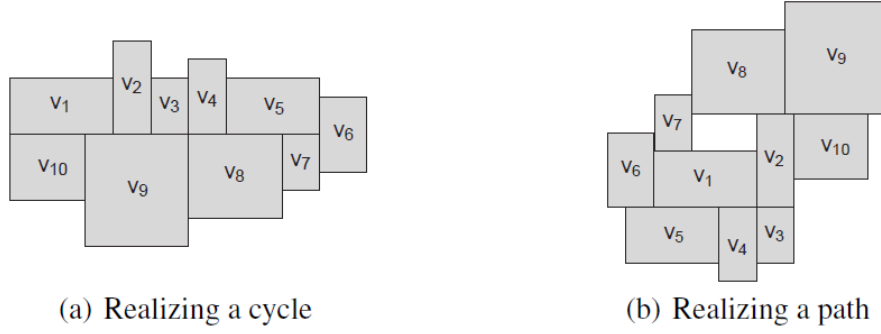 v2 v4 v8 v9
v1 v3 v5 v6 v7
v10 v9 v8 v7 v6 v1 v2 v10
v5 v4 v3
(a) Realizing a cycle (b) Realizing a path